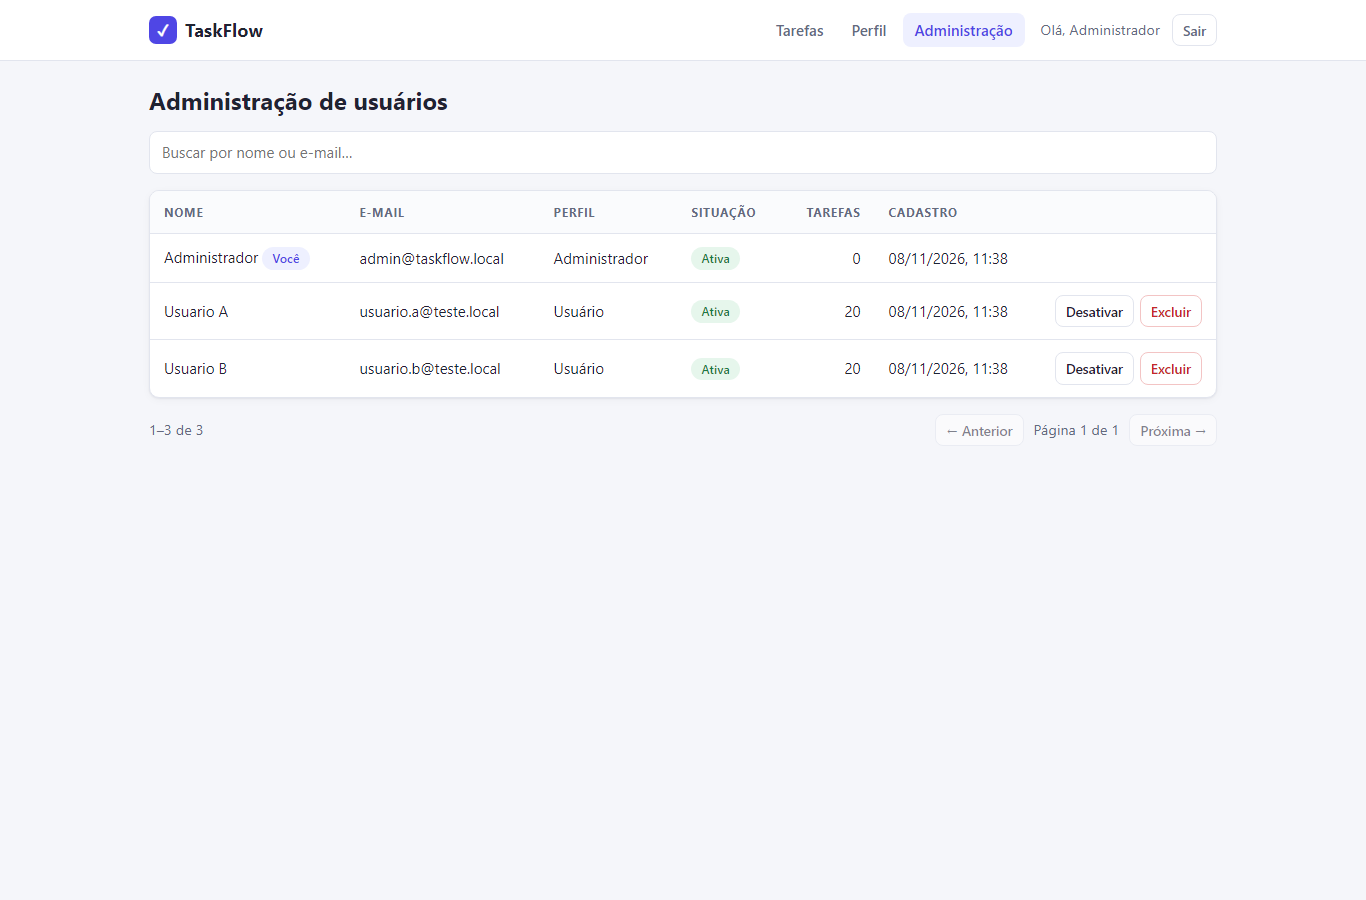 TaskFlow
Tarefas Perfil Administração Olá, Administrador Sair
Administração de usuários
Buscar por nome ou e-mail...
NOME E-MAIL PERFIL SITUAÇÃO TAREFAS CADASTRO
Administrador Você admin@taskflow.local Administrador Ativa 0 08/11/2026, 11:38
Usuario A usuario.a@teste.local Usuário Ativa 20 08/11/2026, 11:38 Desativar Excluir
Usuario B usuario.b@teste.local Usuário Ativa 20 08/11/2026, 11:38 Desativar Excluir
1–3 de 3 ← Anterior Página 1 de 1 Próxima →